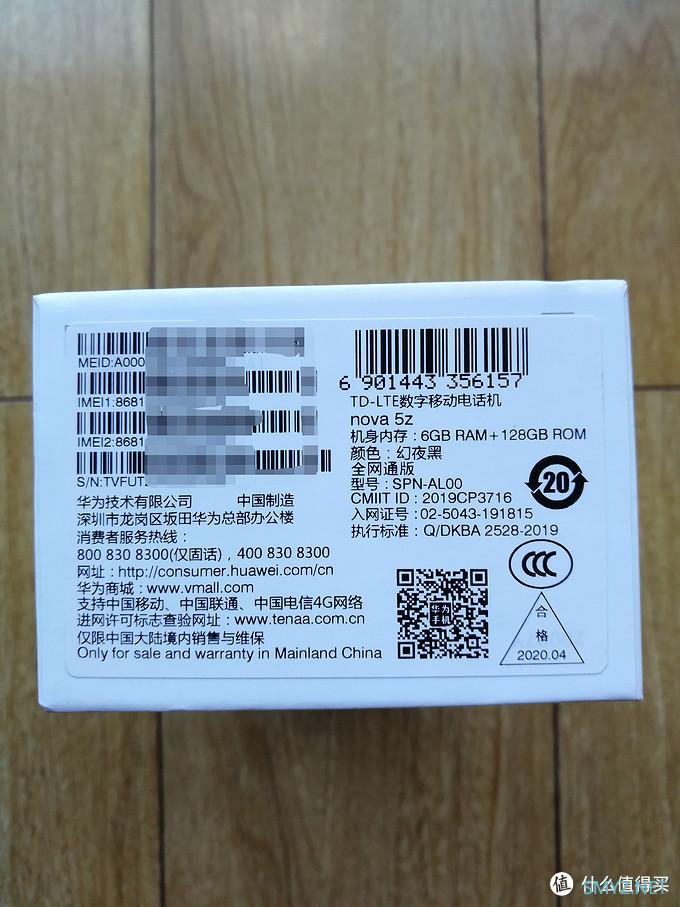 MEID:A000
IMEI1:8681
IMEI2:8681
S/N:TVFUT
华为技术有限公司 中国制造
深圳市龙岗区坂田华为总部办公楼
消费者服务热线：
800 830 8300(仅固话)，400 830 8300
网址：http://consumer.huawei.com/cn
华为商城：www.vmall.com
支持中国移动、中国联通、中国电信4G网络
进网许可标志查验网址：www.tenaa.com.cn
仅限中国大陆境内销售与维保
Only for sale and warranty in Mainland China
6 901443 356157
TD-LTE数字移动电话机
nova 5z
机身内存：6GB RAM+128GB ROM
颜色：幻夜黑
全网通版
型号：SPN-AL00
CMIIT ID：2019CP3716
入网证号：02-5043-191815
执行标准：Q/DKBA 2528-2019
20
CCC
华为
手机
合
格
2020.04
值 什么值得买
SMYZ.NET